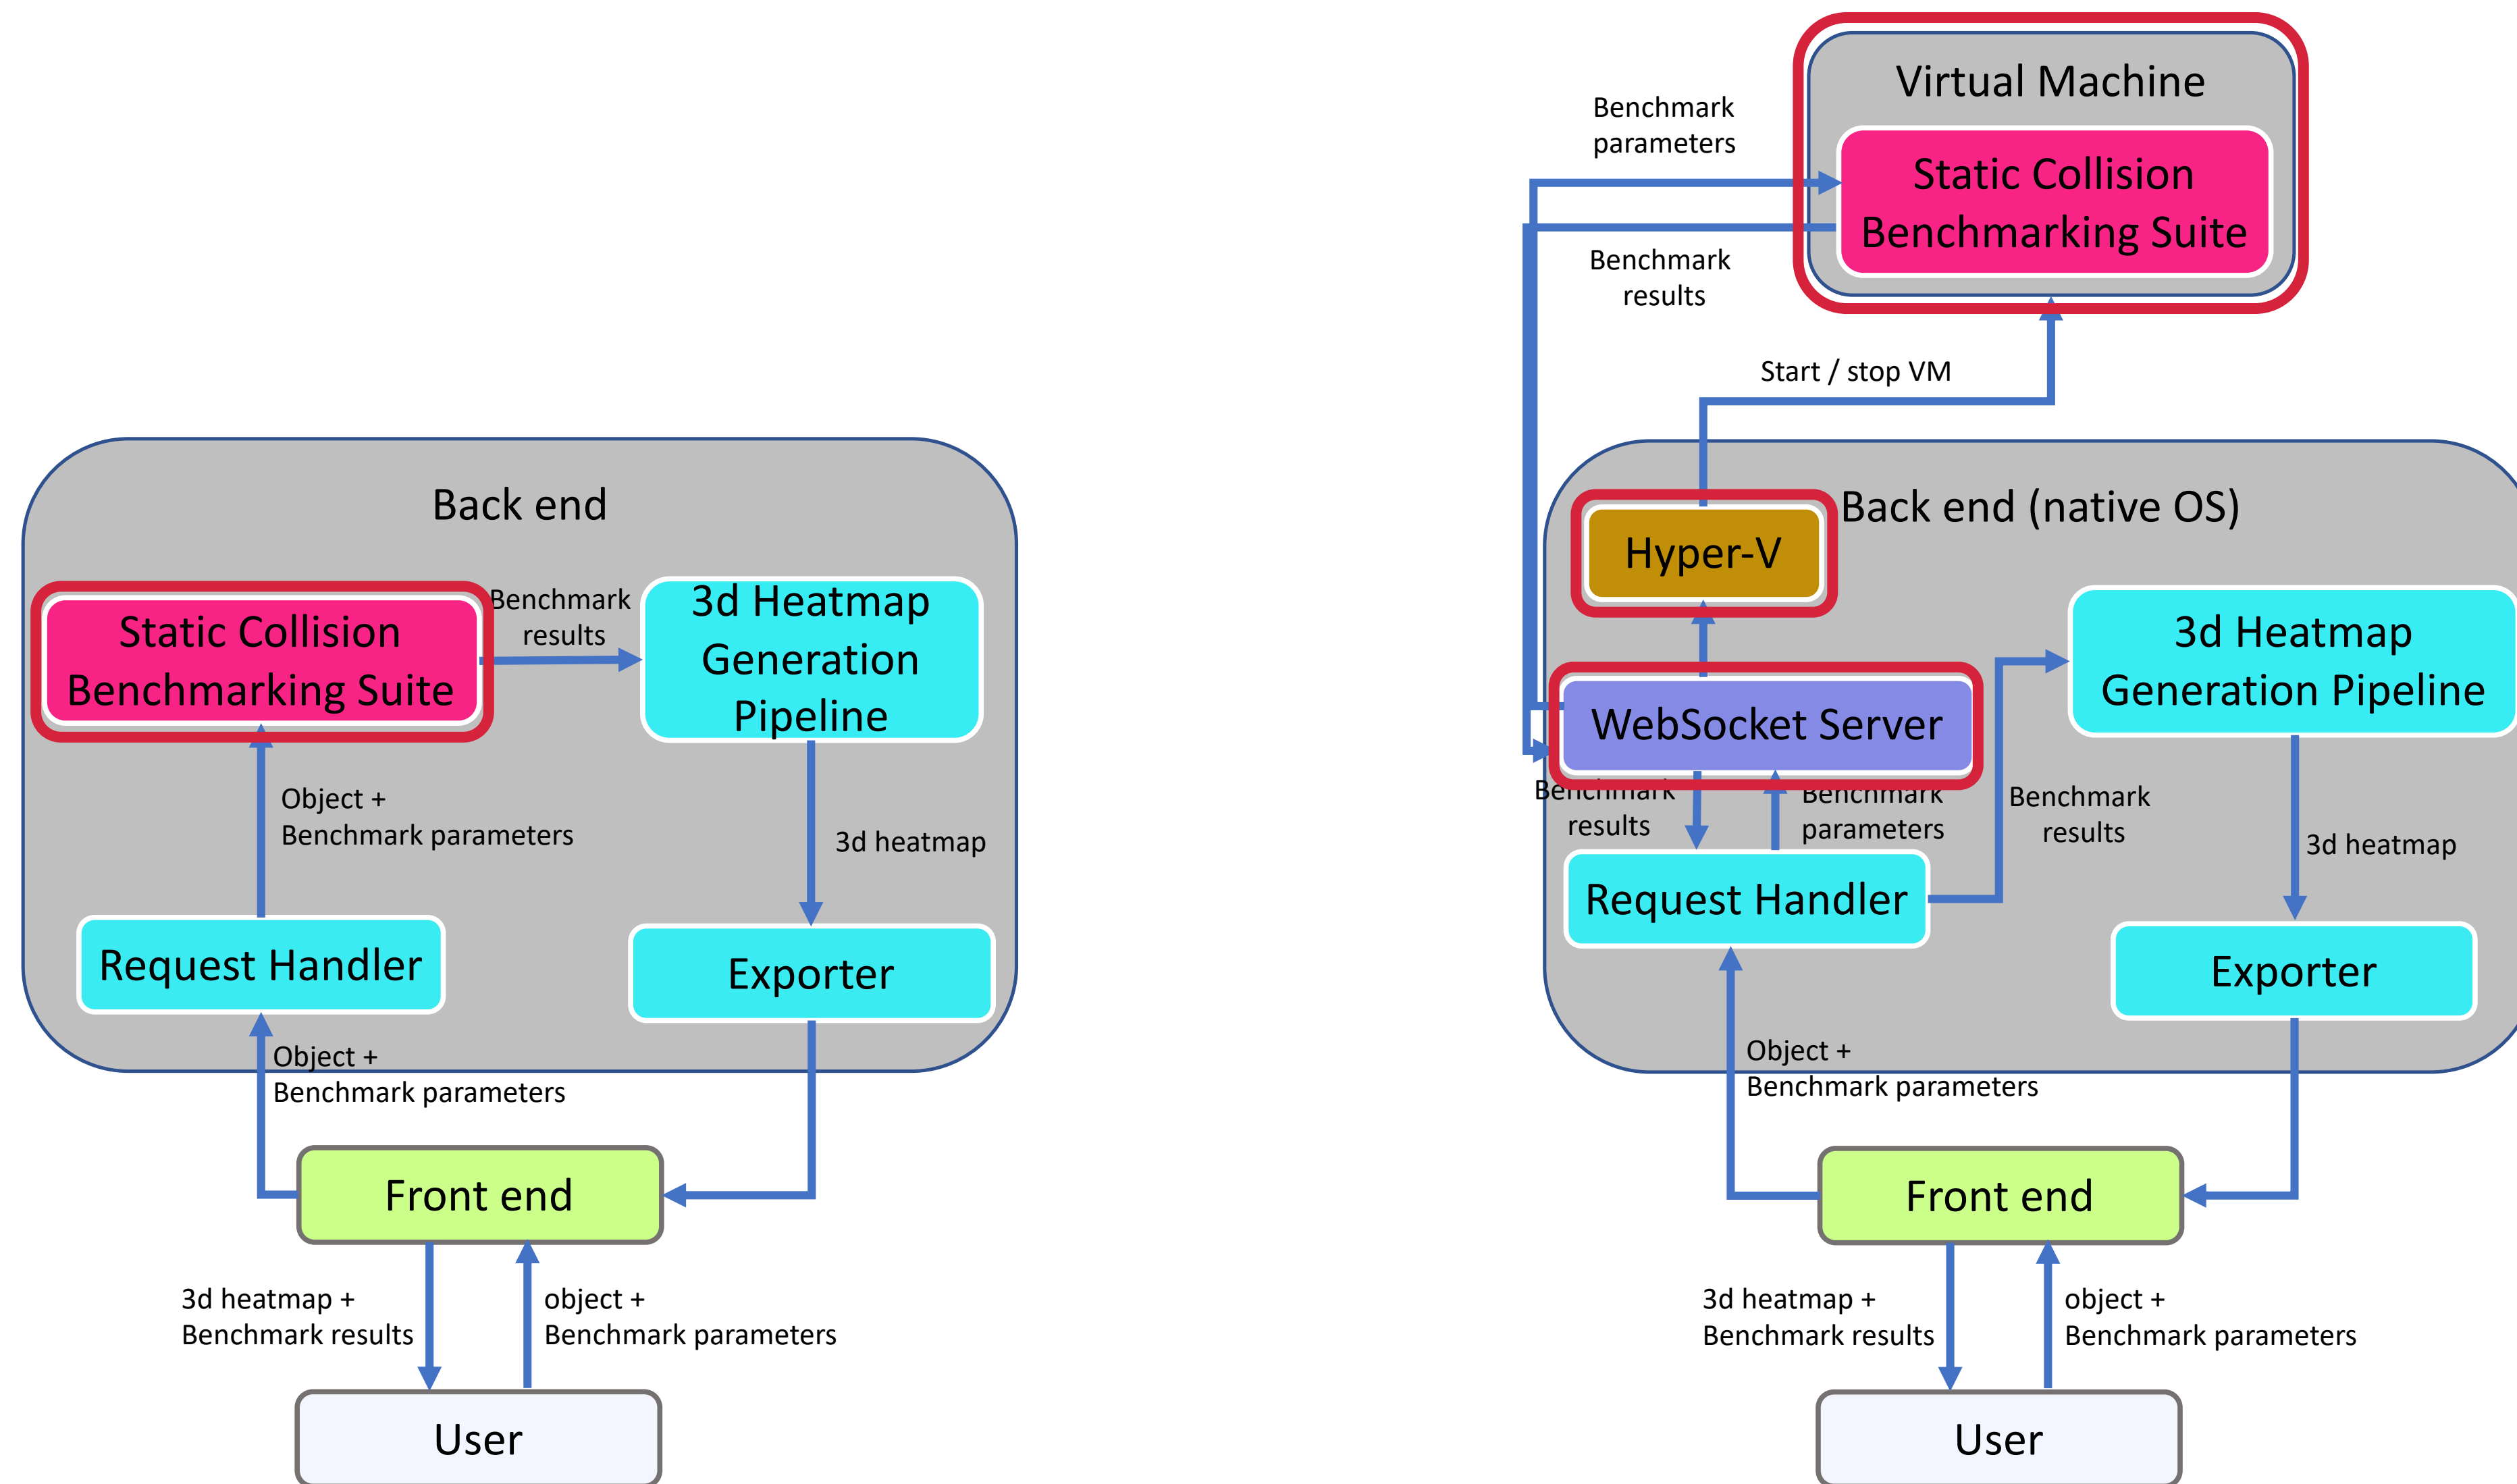 Back end
Static Collision
Benchmarking Suite
Benchmark
results
3d Heatmap
Generation
Pipeline
Object +
Benchmark parameters
3d heatmap
Request Handler
Exporter
Object +
Benchmark parameters
Front end
3d heatmap +
Benchmark results
object +
Benchmark parameters
User
Virtual Machine
Static Collision
Benchmarking Suite
Benchmark
parameters
Benchmark
results
Start / stop VM
Back end (native OS)
Hyper-V
WebSocket Server
3d Heatmap
Generation Pipeline
Benchmark
results
Benchmark
parameters
Benchmark
results
3d heatmap
Request Handler
Exporter
Object +
Benchmark parameters
Front end
3d heatmap +
Benchmark results
object +
Benchmark parameters
User